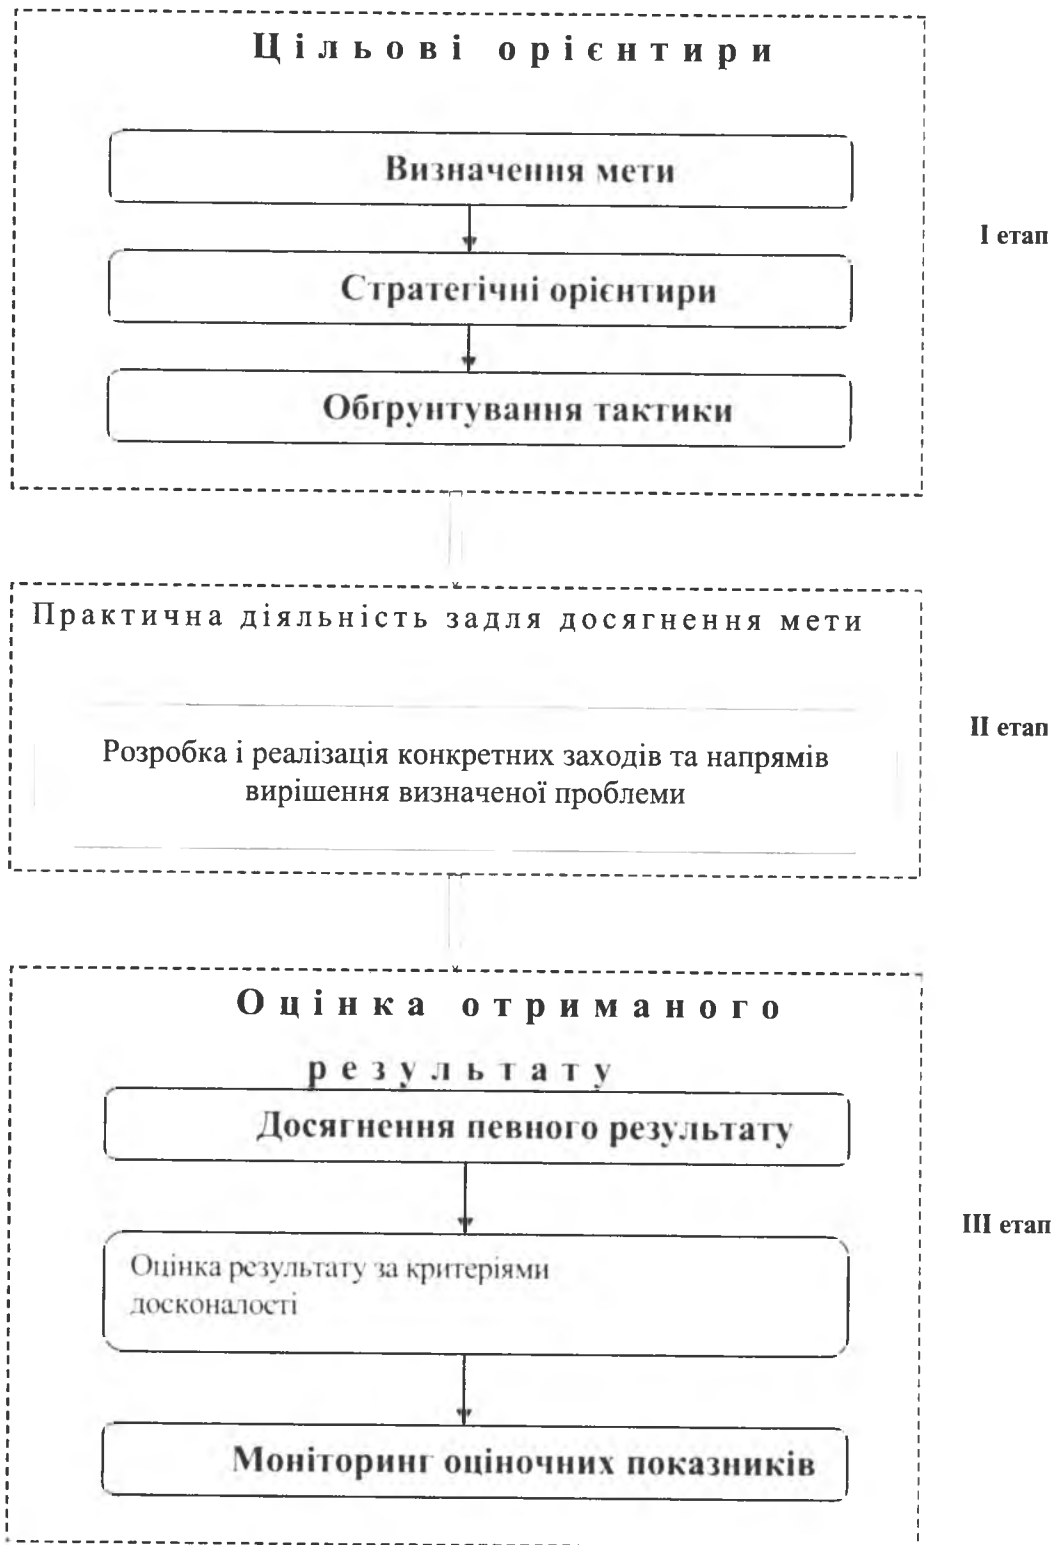 Цільові орієнтири
Визначення мети
І етап
Стратегічні орієнтири
Обґрунтування тактики
Практична діяльність задля досягнення мети
ІІ етап
Розробка і реалізація конкретних заходів та напрямів
вирішення визначеної проблеми
Оцінка отриманого
результату
Досягнення певного результату
ІІІ етап
Оцінка результату за критеріями
досконалості
Моніторинг оціночних показників